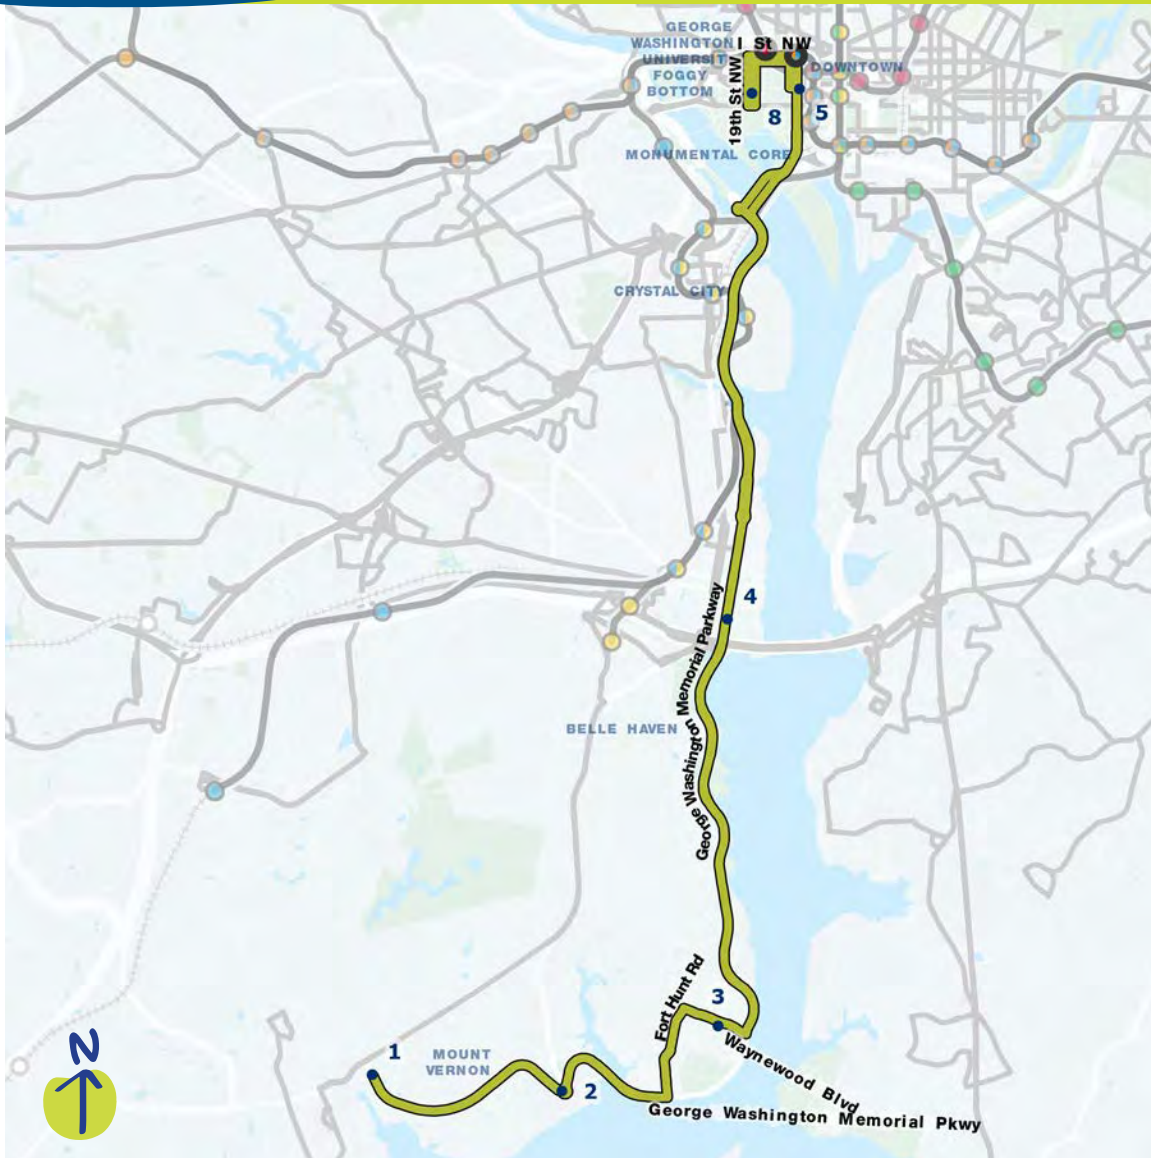 GEORGE
WASHINGTON
UNIVERSIT
FOGGY
BOTTOM
I St NW
DOWNTOWN
19th St NW
8
5
MONUMENTAL CORE
CRYSTAL CITY
4
George Washington Memorial Parkway
BELLE HAVEN
Fort Hunt Rd
3
Waynewood Blvd
N
1
MOUNT
VERNON
2
George Washington Memorial Pkwy